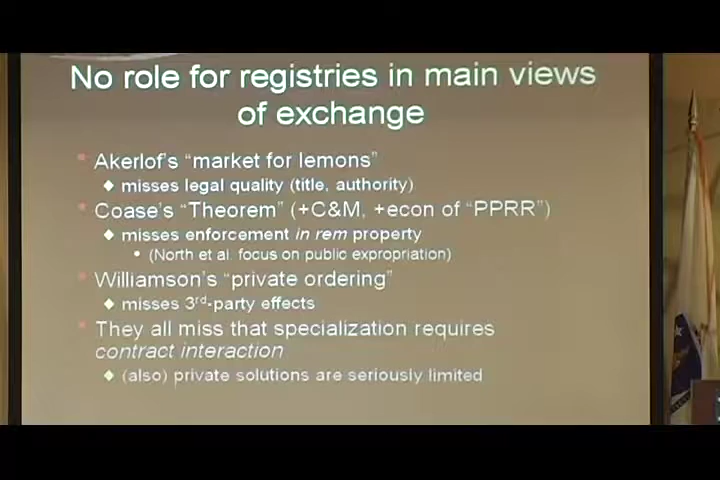 No role for registries in main views
of exchange
* Akerlof's "market for lemons"
◆ misses legal quality (title, authority)
* Coase's "Theorem" (+C&M, +econ of "PPRR")
◆ misses enforcement in rem property
• (North et al. focus on public expropriation)
* Williamson's "private ordering"
◆ misses 3rd-party effects
* They all miss that specialization requires
contract interaction
◆ (also) private solutions are seriously limited